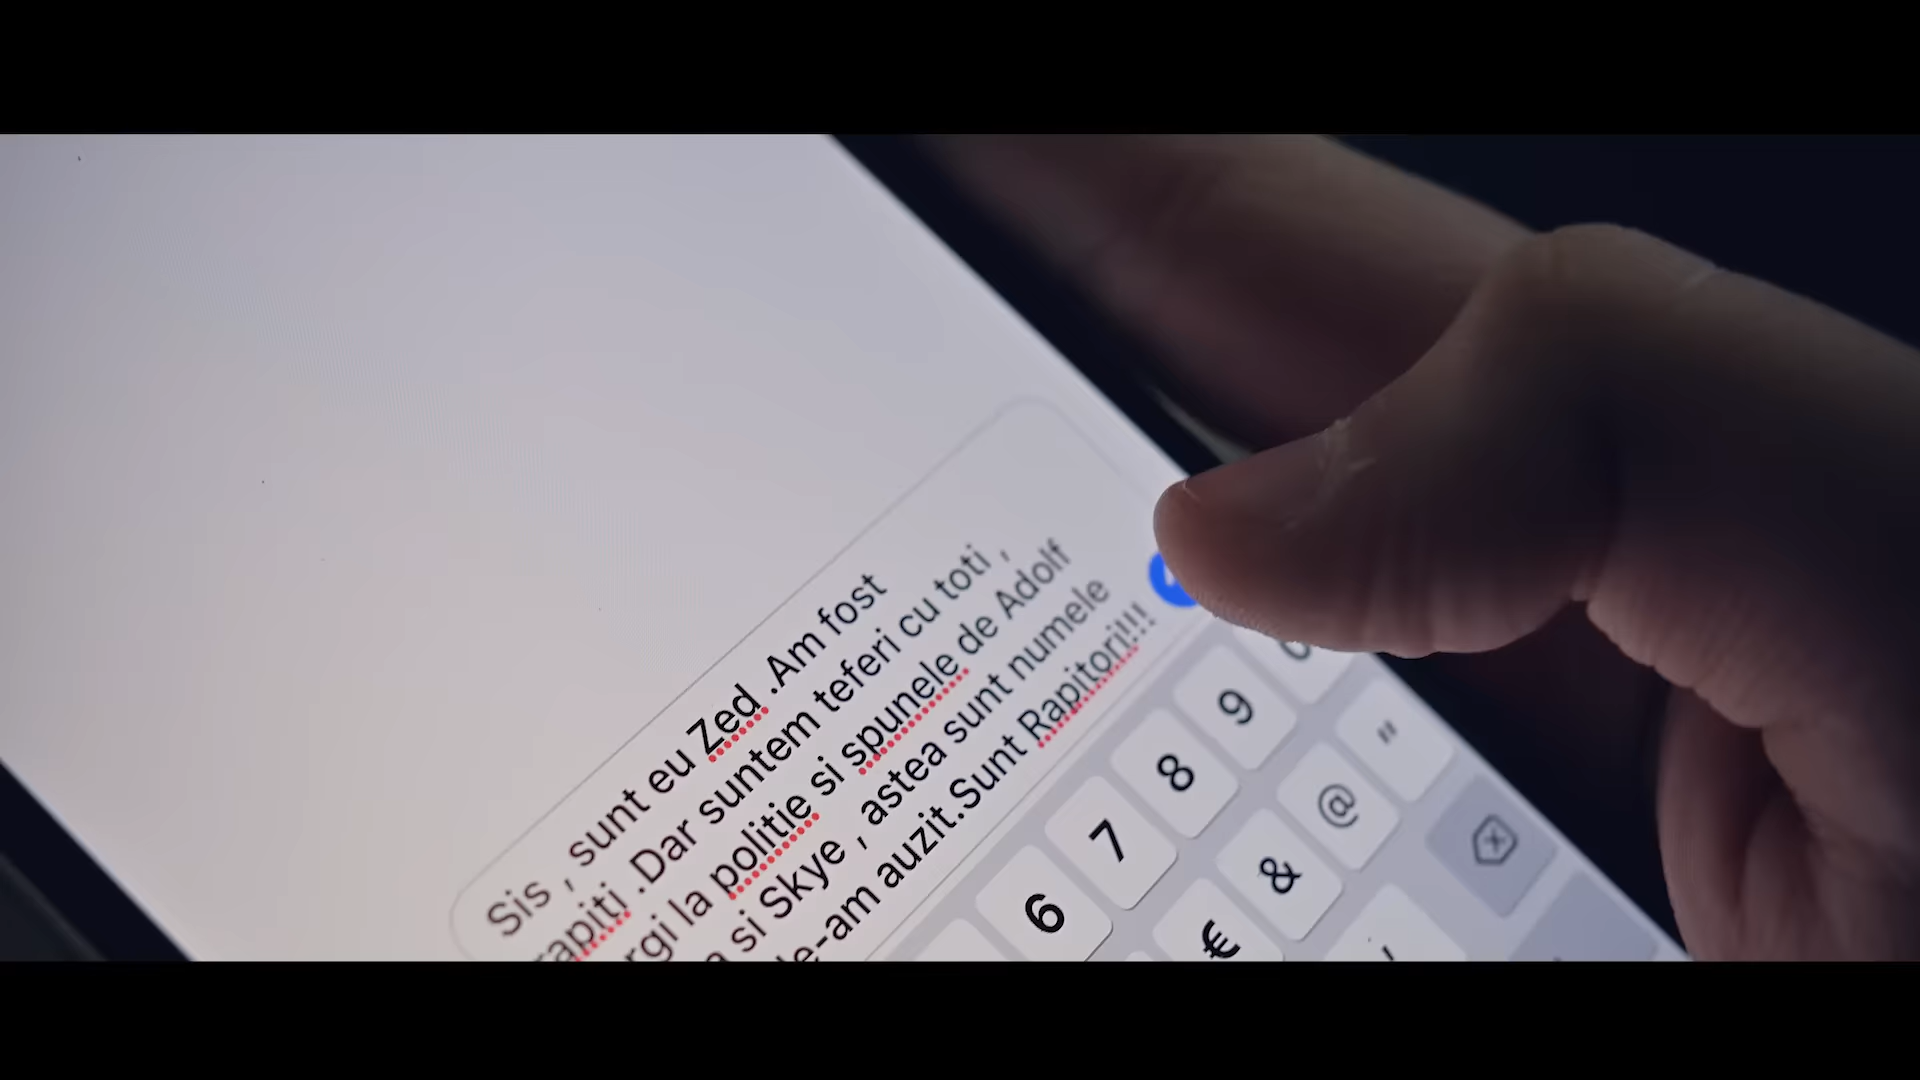 Sis , sunt eu Zed .Am fost
rapiti .Dar suntem teferi cu toti ,
la politie si spunele de Adolf
si Skye , astea sunt numele
le-am auzit.Sunt Rapitori!!!
6 7 8 9
€ & @ "